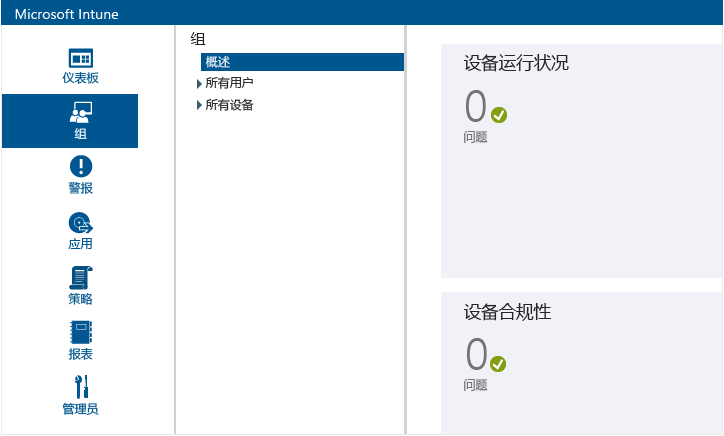 Microsoft Intune
仪表板
组
警报
应用
策略
报表
管理员
组
概述
所有用户
所有设备
设备运行状况
0
问题
设备合规性
0
问题